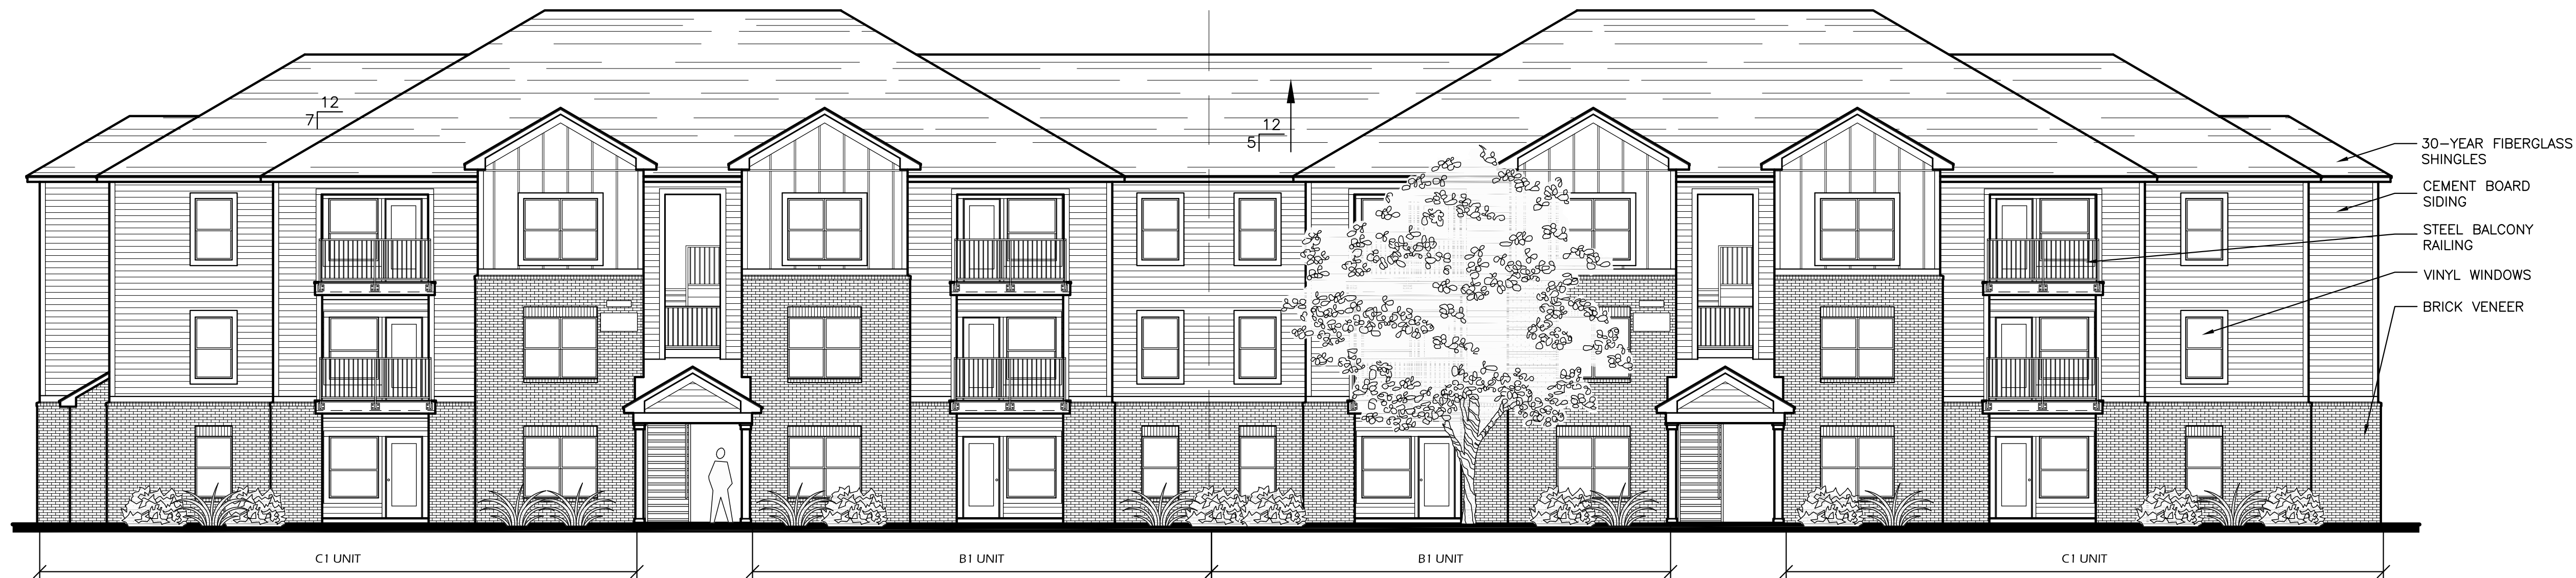 12
7
12
5
30-YEAR FIBERGLASS
SHINGLES
CEMENT BOARD
SIDING
STEEL BALCONY
RAILING
VINYL WINDOWS
BRICK VENEER
C1 UNIT
B1 UNIT
B1 UNIT
C1 UNIT